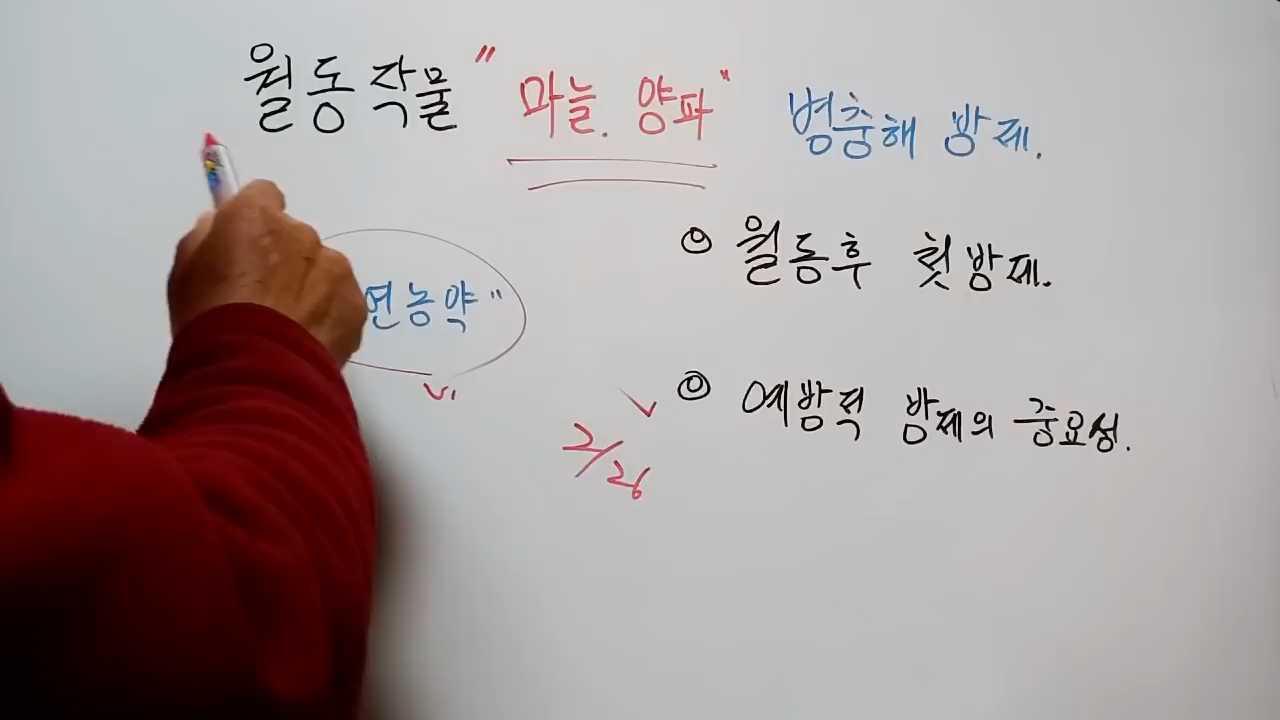 월동작물 " 마늘. 양파 " 병충해 방제.
◎ 월동후 첫방제.
연농약 "
◎ 예방적 방제의 중요성.
2/26